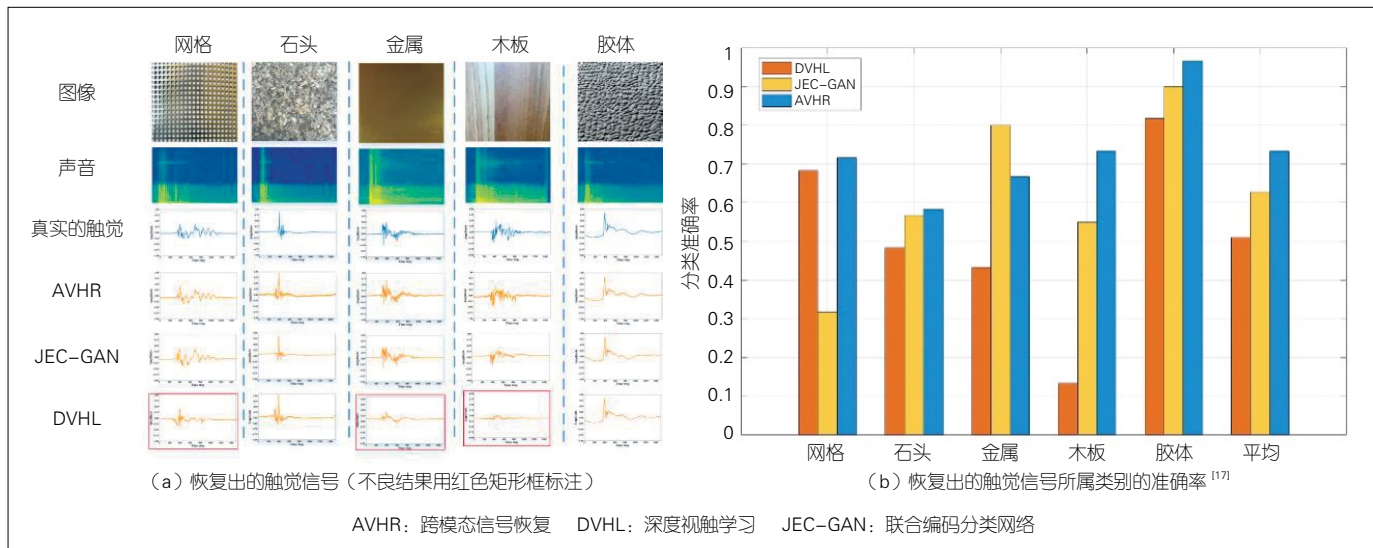 网格 石头 金属 木板 胶体
图像
声音
真实的触觉
AVHR
JEC-GAN
DVHL
（a）恢复出的触觉信号（不良结果用红色矩形框标注）
1
0.9
0.8
0.7
0.6
0.5
0.4
0.3
0.2
0.1
0
分类准确率
DVHL
JEC-GAN
AVHR
网格 石头 金属 木板 胶体 平均
（b）恢复出的触觉信号所属类别的准确率 [17]
AVHR：跨模态信号恢复 DVHL：深度视触学习 JEC-GAN：联合编码分类网络